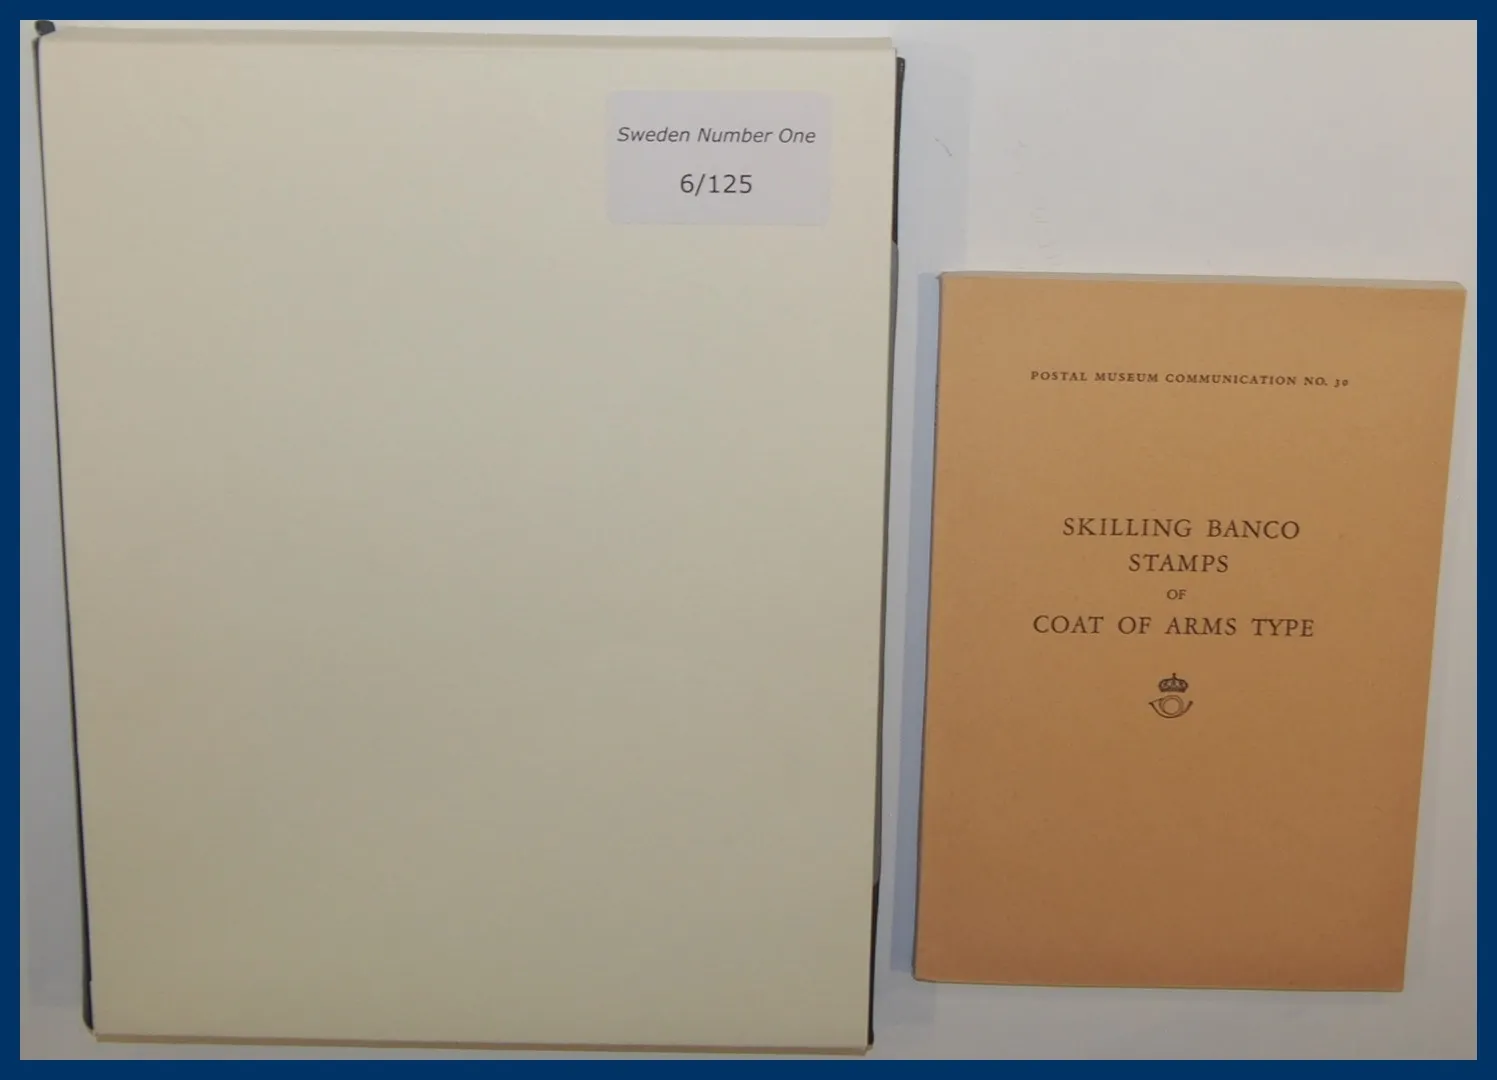 Sweden Number One
6/125
POSTAL MUSEUM COMMUNICATION NO. 30
SKILLING BANCO
STAMPS
OF
COAT OF ARMS TYPE